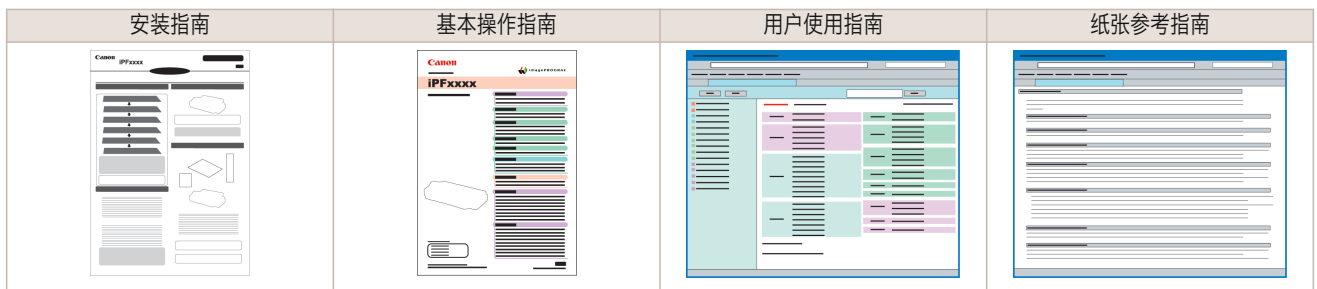 安装指南
基本操作指南
用户使用指南
纸张参考指南
Canon
iPFxxxx
Canon
imagePROGRAF
iPFxxxx